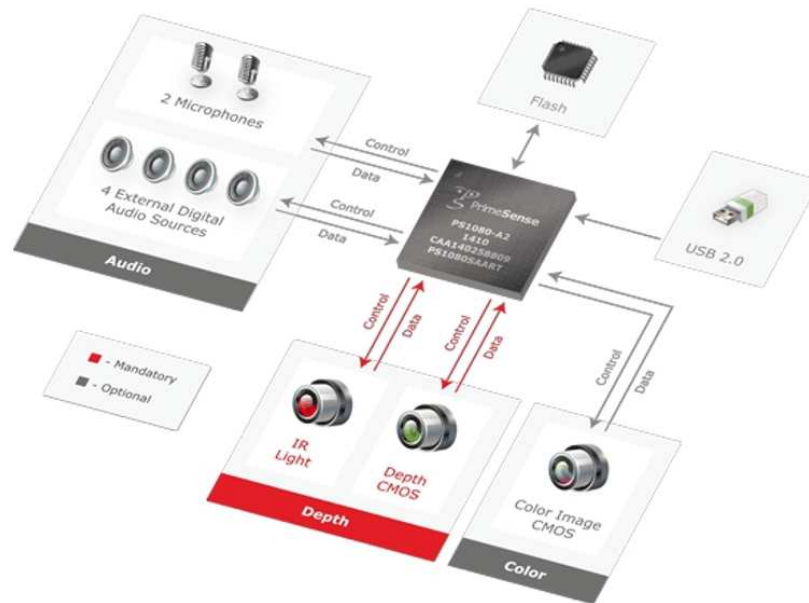 2 Microphones
4 External Digital
Audio Sources
Audio
Control
Data
Control
Data
Flash
PrimeSense
PS1080-A2
1410
CAA140258809
PS1080SAART
USB 2.0
- Mandatory
- Optional
Control
Data
Control
Data
Control
Data
IR
Light
Depth
CMOS
Depth
Color Image
CMOS
Color